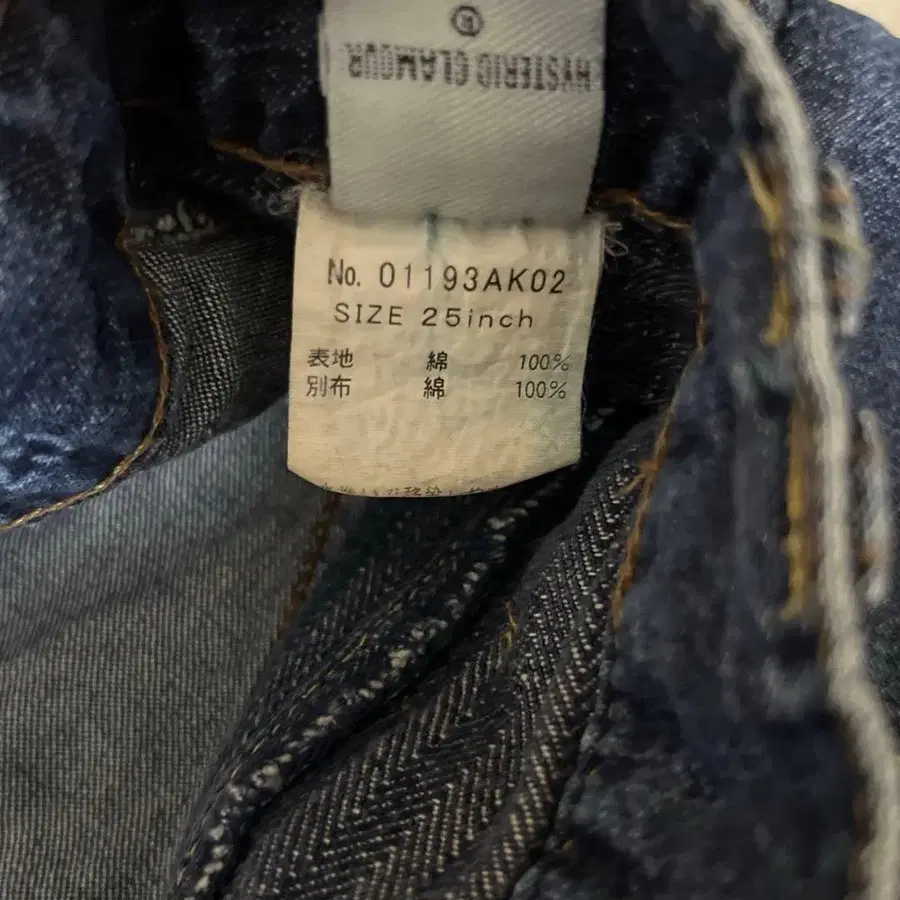 ®
HYSTERIC GLAMOUR
No. 01193AK02
SIZE 25inch
表地 綿 100%
別布 綿 100%